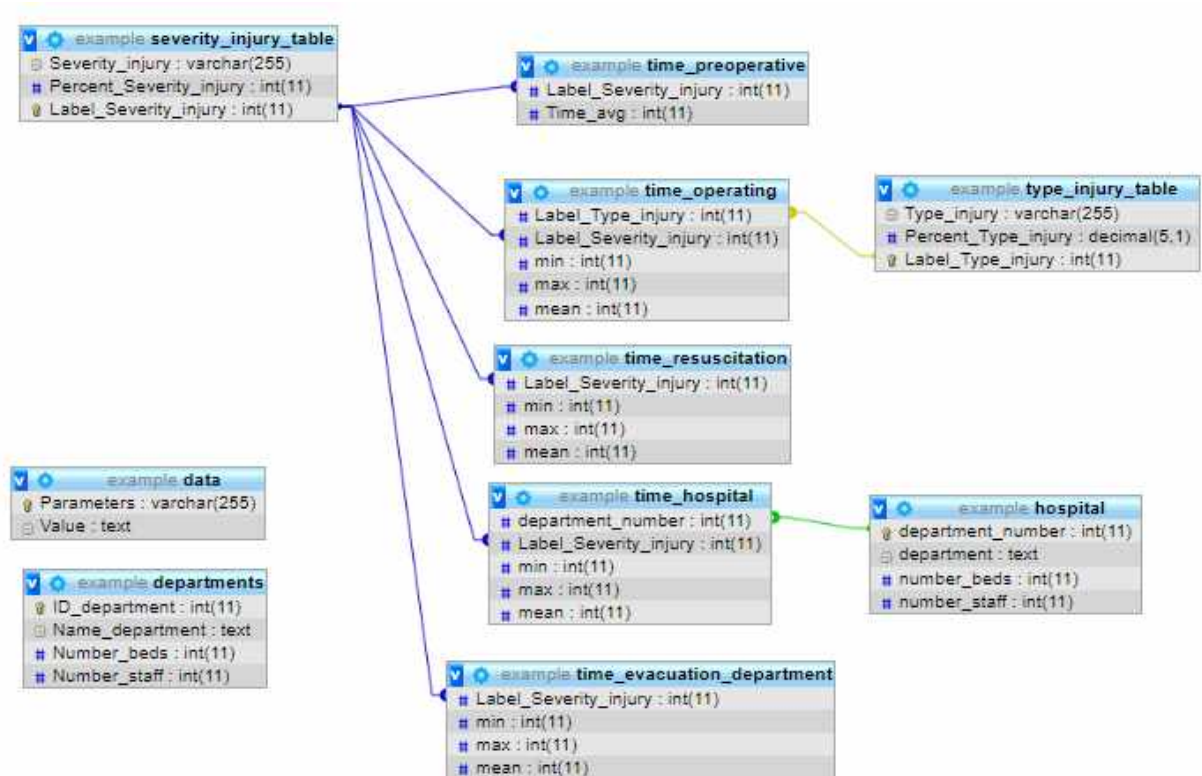 example severity_injury_table
Severity_injury : varchar(255)
# Percent_Severity_injury : int(11)
Label_Severity_injury : int(11)
example time_preoperative
# Label_Severity_injury : int(11)
# Time_avg : int(11)
example time_operating
# Label_Type_injury : int(11)
# Label_Severity_injury : int(11)
# min : int(11)
# max : int(11)
# mean : int(11)
example type_injury_table
Type_injury : varchar(255)
# Percent_Type_injury : decimal(5,1)
Label_Type_injury : int(11)
example time_resuscitation
# Label_Severity_injury : int(11)
# min : int(11)
# max : int(11)
# mean : int(11)
example data
Parameters : varchar(255)
Value : text
example time_hospital
# department_number : int(11)
# Label_Severity_injury : int(11)
# min : int(11)
# max : int(11)
# mean : int(11)
example hospital
department_number : int(11)
department : text
# number_beds : int(11)
# number_staff : int(11)
example departments
ID_department : int(11)
Name_department : text
# Number_beds : int(11)
# Number_staff : int(11)
example time_evacuation_department
# Label_Severity_injury : int(11)
# min : int(11)
# max : int(11)
# mean : int(11)